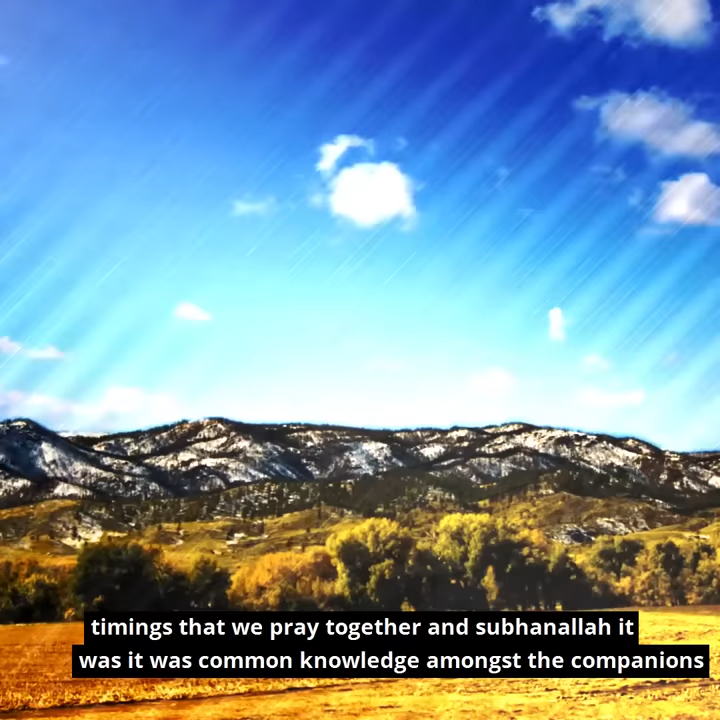 timings that we pray together and subhanallah it
was it was common knowledge amongst the companions